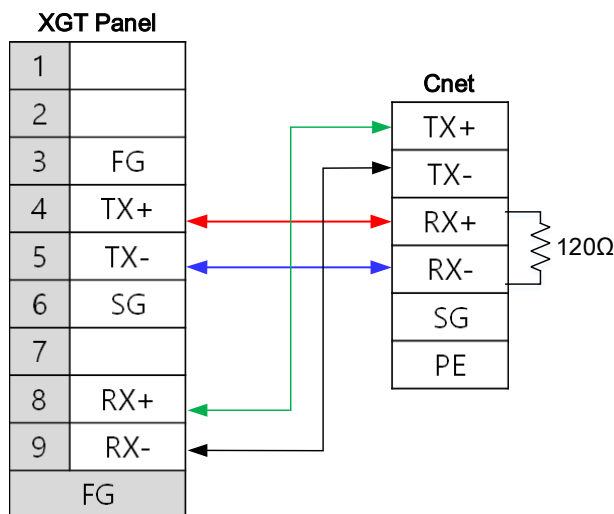 XGT Panel
1
2
3 FG
4 TX+
5 TX-
6 SG
7
8 RX+
9 RX-
FG
Cnet
TX+
TX-
RX+
RX-
SG
PE
120Ω